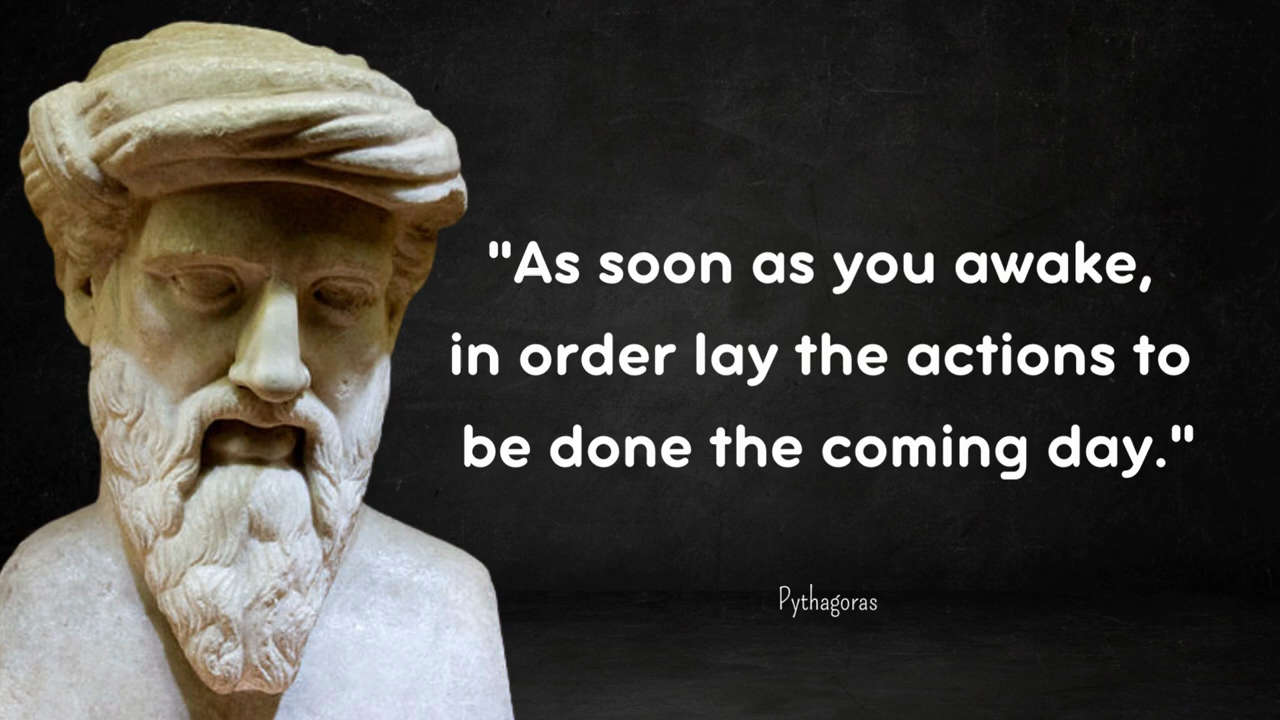 "As soon as you awake,
in order lay the actions to
be done the coming day."
Pythagoras